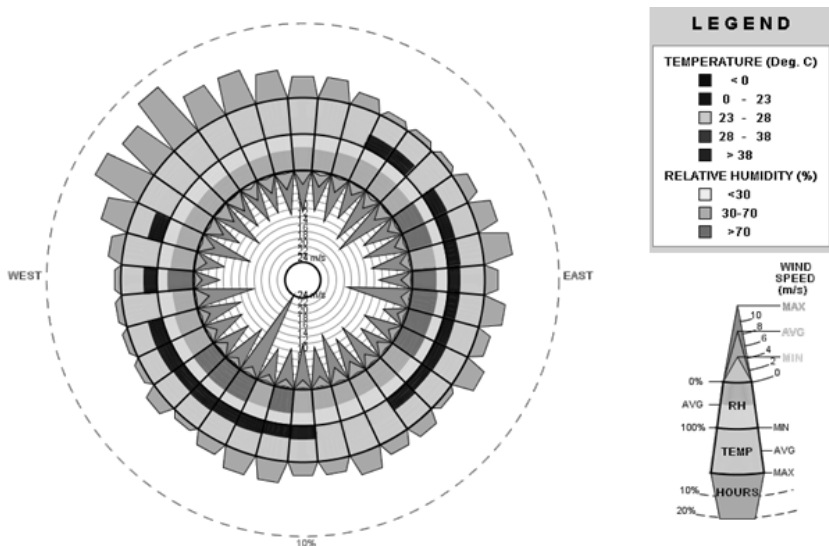 LEGEND
TEMPERATURE (Deg. C)
< 0
0 - 23
23 - 28
28 - 38
> 38
RELATIVE HUMIDITY (%)
<30
30-70
>70
WEST
EAST
24 m/s
24 m/s
10%
WIND
SPEED
(m/s)
MAX
10
8
AVG
6
4
MIN
2
0%
0
AVG
RH
100%
MIN
TEMP
AVG
MAX
HOURS
10%
20%